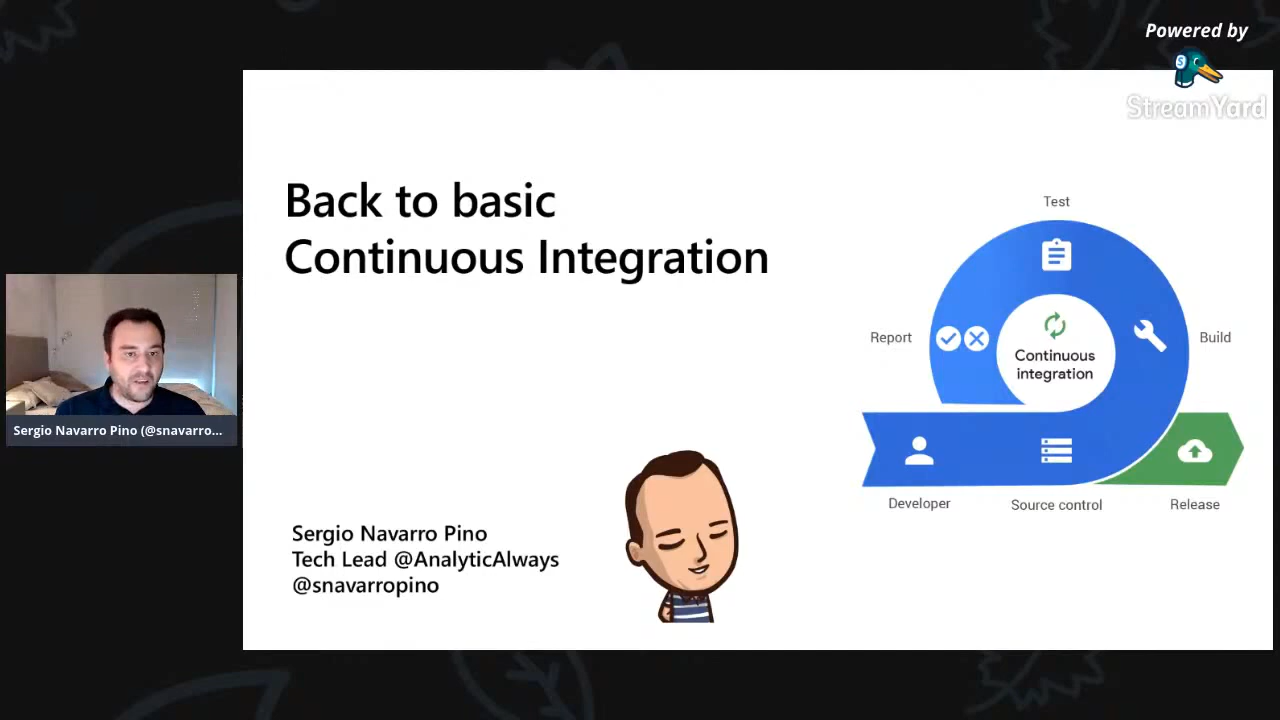 Powered by
StreamYard
Back to basic
Continuous Integration
Test
Report
Continuous
integration
Build
Developer
Source control
Release
Sergio Navarro Pino (@snavarro...
Sergio Navarro Pino
Tech Lead @AnalyticAlways
@snavarropino